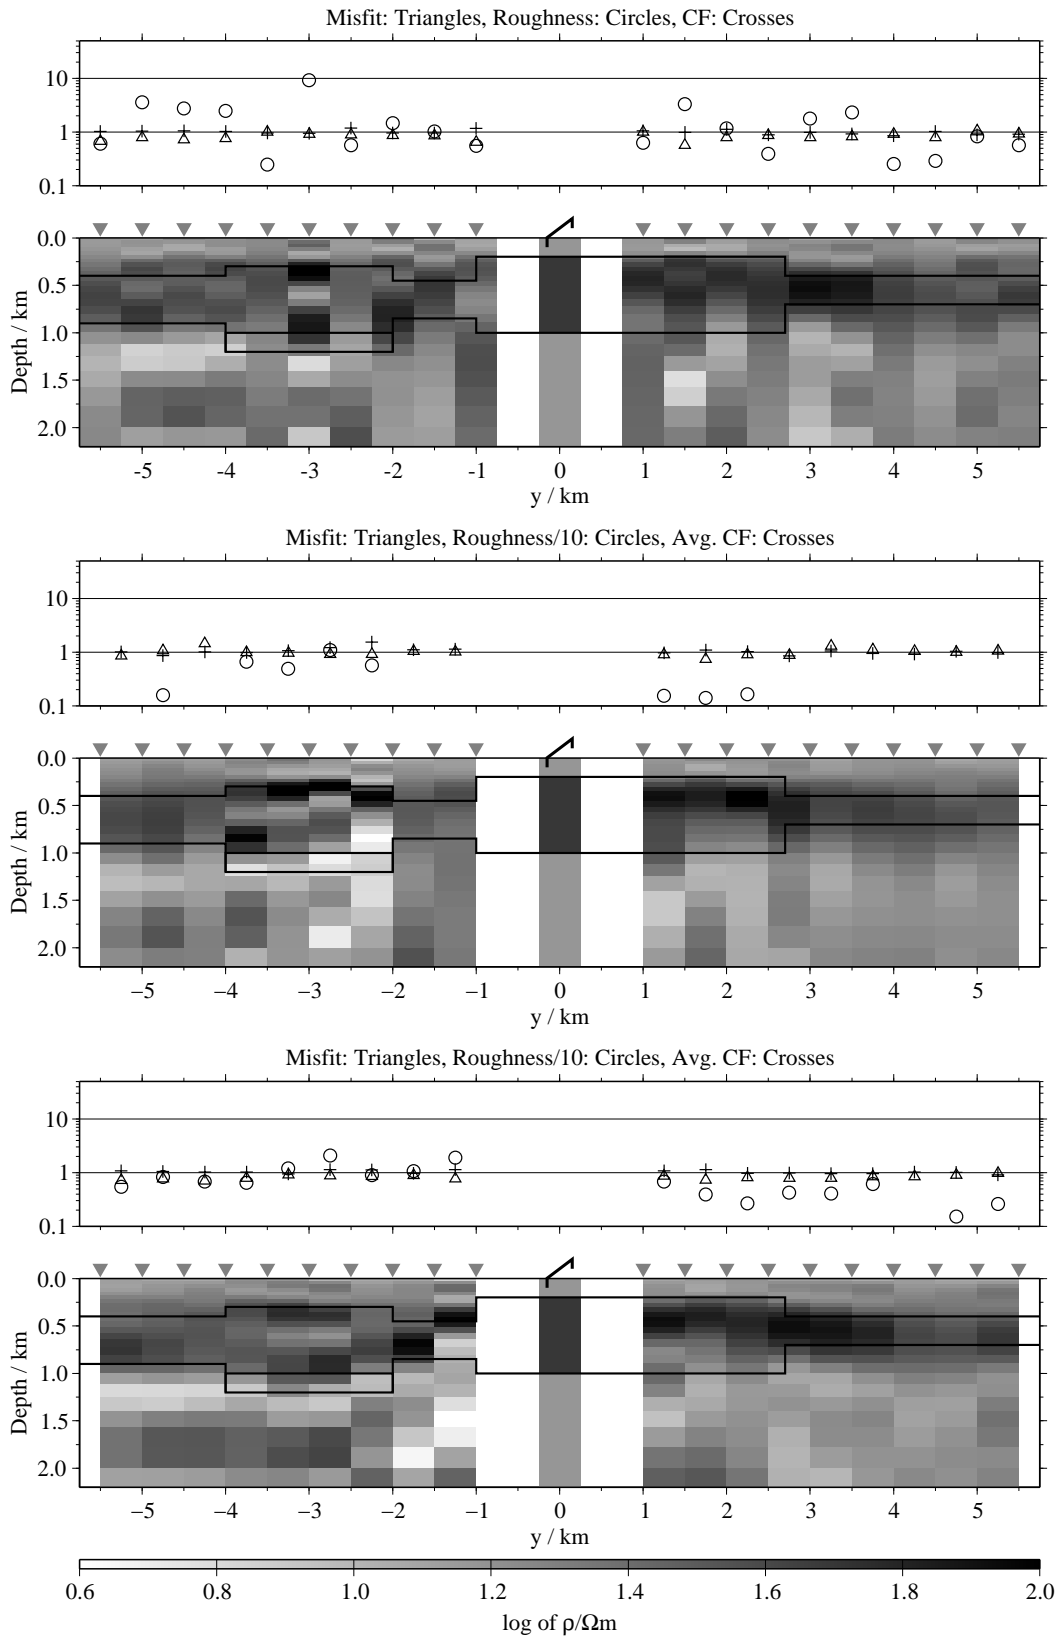 Misfit: Triangles, Roughness: Circles, CF: Crosses
10
1
0.1
0.0
0.5
1.0
1.5
2.0
Depth / km
-5 -4 -3 -2 -1 0 1 2 3 4 5
y / km
Misfit: Triangles, Roughness/10: Circles, Avg. CF: Crosses
10
1
0.1
0.0
0.5
1.0
1.5
2.0
Depth / km
−5 −4 −3 −2 −1 0 1 2 3 4 5
y / km
Misfit: Triangles, Roughness/10: Circles, Avg. CF: Crosses
10
1
0.1
0.0
0.5
1.0
1.5
2.0
Depth / km
−5 −4 −3 −2 −1 0 1 2 3 4 5
y / km
0.6 0.8 1.0 1.2 1.4 1.6 1.8 2.0
log of ρ/Ωm